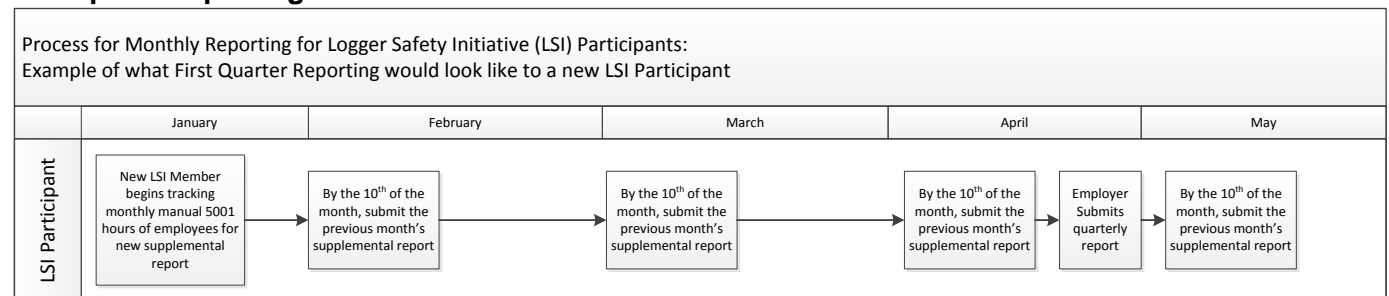 Process for Monthly Reporting for Logger Safety Initiative (LSI) Participants:
Example of what First Quarter Reporting would look like to a new LSI Participant
January
February
March
April
May
LSI Participant
New LSI Member
begins tracking
monthly manual 5001
hours of employees for
new supplemental
report
By the 10th of the
month, submit the
previous month's
supplemental report
By the 10th of the
month, submit the
previous month's
supplemental report
By the 10th of the
month, submit the
previous month's
supplemental report
Employer
Submits
quarterly
report
By the 10th of the
month, submit the
previous month's
supplemental report